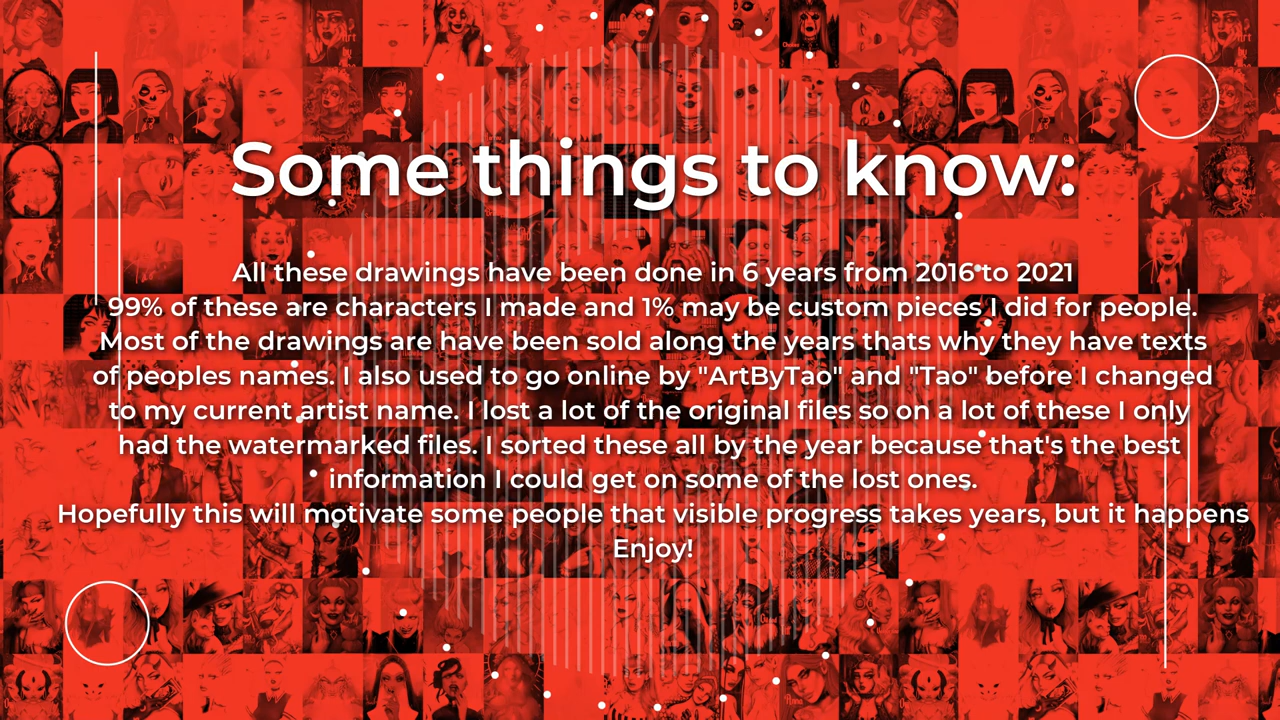 Some things to know:
All these drawings have been done in 6 years from 2016 to 2021
99% of these are characters I made and 1% may be custom pieces I did for people.
Most of the drawings are have been sold along the years thats why they have texts
of peoples names. I also used to go online by "ArtByTao" and "Tao" before I changed
to my current artist name. I lost a lot of the original files so on a lot of these I only
had the watermarked files. I sorted these all by the year because that's the best
information I could get on some of the lost ones.
Hopefully this will motivate some people that visible progress takes years, but it happens
Enjoy!